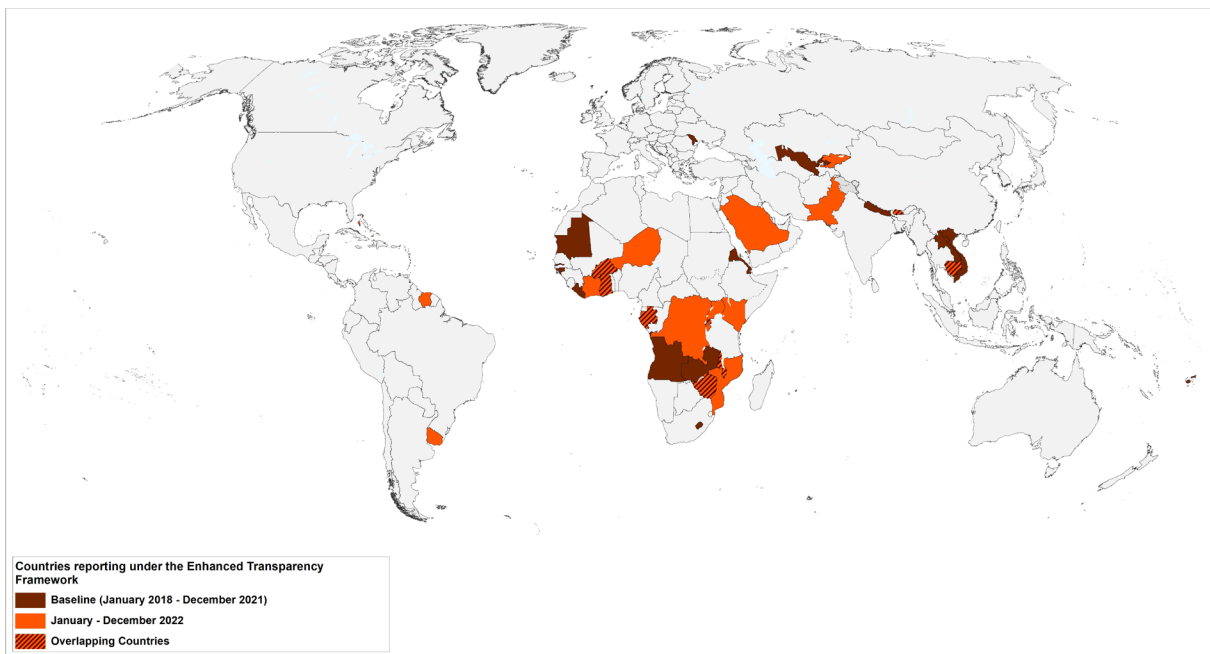 Countries reporting under the Enhanced Transparency
Framework
Baseline (January 2018 - December 2021)
January - December 2022
Overlapping Countries